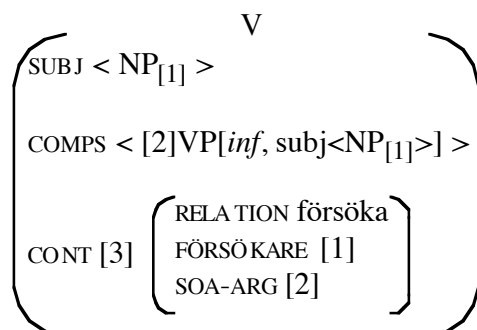 V
SUBJ < NP[1] >
COMPS < [2]VP[inf, subj<NP[1]>] >
CONT [3]
RELATION försöka
FÖRSÖKARE [1]
SOA-ARG [2]